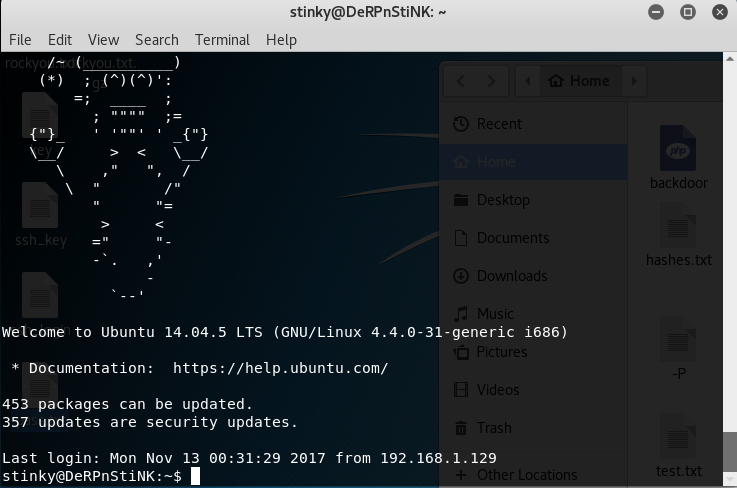 stinky@DeRPnStiNK: ~
File Edit View Search Terminal Help
/~ (___________)
(*) ; (^)(^)':
=; ____ ;
; """" ;=
{"}_ ' '""' ' _{"}
\__/ > < \__/
\ ," ", /
\ " /"
" "=
> <
=" "-
-`. ,'
-
`--'
Welcome to Ubuntu 14.04.5 LTS (GNU/Linux 4.4.0-31-generic i686)
* Documentation: https://help.ubuntu.com/
453 packages can be updated.
357 updates are security updates.
Last login: Mon Nov 13 00:31:29 2017 from 192.168.1.129
stinky@DeRPnStiNK:~$
key
ssh_key
Home
Recent
Home
Desktop
Documents
Downloads
Music
Pictures
Videos
Trash
Other Locations
php
backdoor
hashes.txt
-P
test.txt